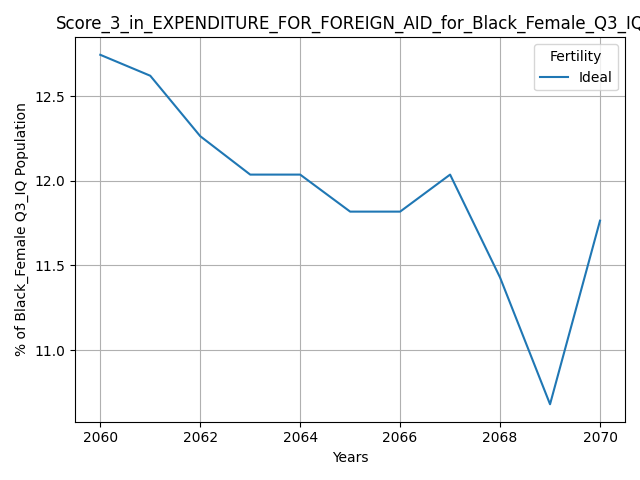 Score_3_in_EXPENDITURE_FOR_FOREIGN_AID_for_Black_Female_Q3_IQ
Fertility
Ideal
% of Black_Female Q3_IQ Population
12.5
12.0
11.5
11.0
2060 2062 2064 2066 2068 2070
Years